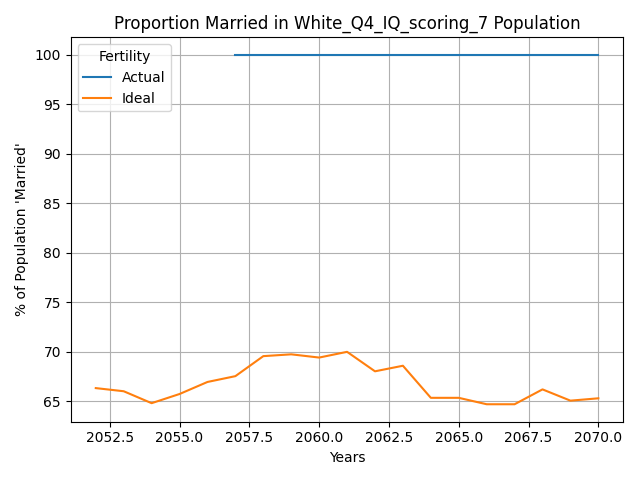 Proportion Married in White_Q4_IQ_scoring_7 Population
Fertility
Actual
Ideal
100
95
90
85
80
75
70
65
% of Population 'Married'
2052.5
2055.0
2057.5
2060.0
2062.5
2065.0
2067.5
2070.0
Years